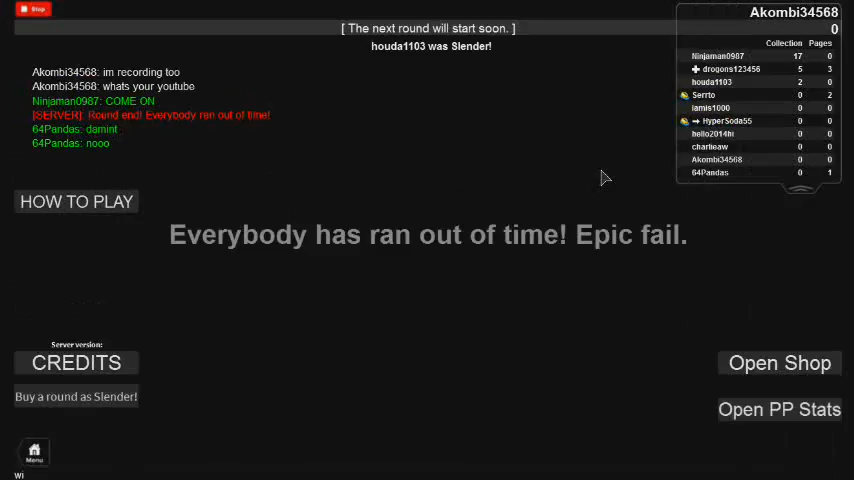 Stop
[ The next round will start soon. ]
houda1103 was Slender!
Akombi34568
0
Collection Pages
Ninjaman0987 17 0
drogons123456 5 3
houda1103 2 0
Serrto 0 2
lamis1000 0 0
HyperSoda55 0 0
hello2014hi 0 0
charlieaw 0 0
Akombi34568 0 0
64Pandas 0 1
Akombi34568: im recording too
Akombi34568: whats your youtube
Ninjaman0987: COME ON
[SERVER]: Round end! Everybody ran out of time!
64Pandas: damint
64Pandas: nooo
HOW TO PLAY
Everybody has ran out of time! Epic fail.
Server version:
CREDITS
Buy a round as Slender!
Open Shop
Open PP Stats
Menu
wi